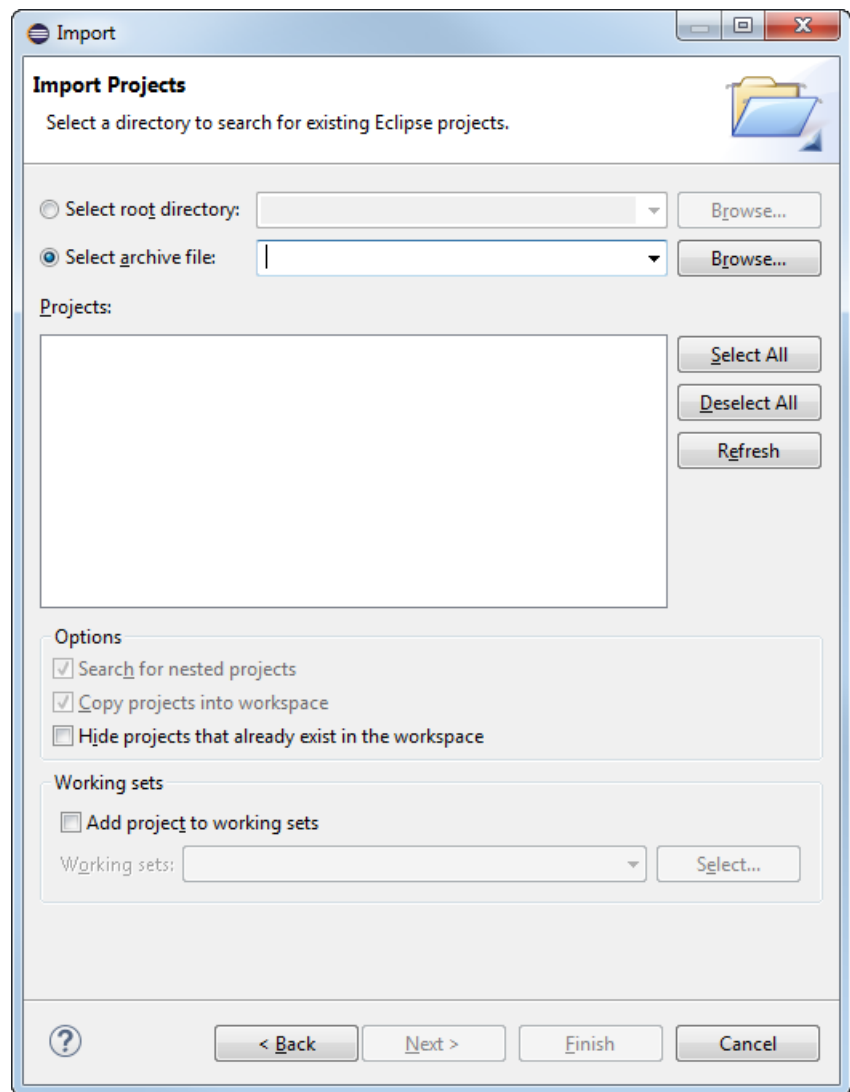 Import
Import Projects
Select a directory to search for existing Eclipse projects.
Select root directory: Browse...
Select archive file: Browse...
Projects:
Select All
Deselect All
Refresh
Options
Search for nested projects
Copy projects into workspace
Hide projects that already exist in the workspace
Working sets
Add project to working sets
Working sets: Select...
? < Back Next > Finish Cancel